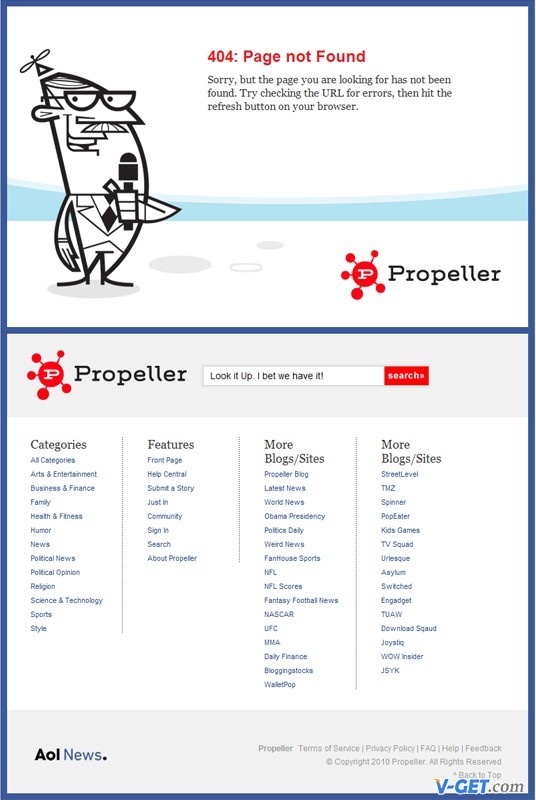 404: Page not Found
Sorry, but the page you are looking for has not been
found. Try checking the URL for errors, then hit the
refresh button on your browser.
P Propeller
P Propeller
Look it Up. I bet we have it!
search»
Categories
All Categories
Arts & Entertainment
Business & Finance
Family
Health & Fitness
Humor
News
Political News
Political Opinion
Religion
Science & Technology
Sports
Style
Features
Front Page
Help Central
Submit a Story
Just In
Community
Sign In
Search
About Propeller
More
Blogs/Sites
Propeller Blog
Latest News
World News
Obama Presidency
Politics Daily
Weird News
FanHouse Sports
NFL
NFL Scores
Fantasy Football News
NASCAR
UFC
MMA
Daily Finance
Bloggingstocks
WalletPop
More
Blogs/Sites
StreetLevel
TMZ
Spinner
PopEater
Kids Games
TV Squad
Urlesque
Asylum
Switched
Engadget
TUAW
Download Sqaud
Joystiq
WOW Insider
JSYK
Aol News.
Propeller Terms of Service | Privacy Policy | FAQ | Help | Feedback
© Copyright 2010 Propeller. All Rights Reserved
^ Back to Top
V-GET.com